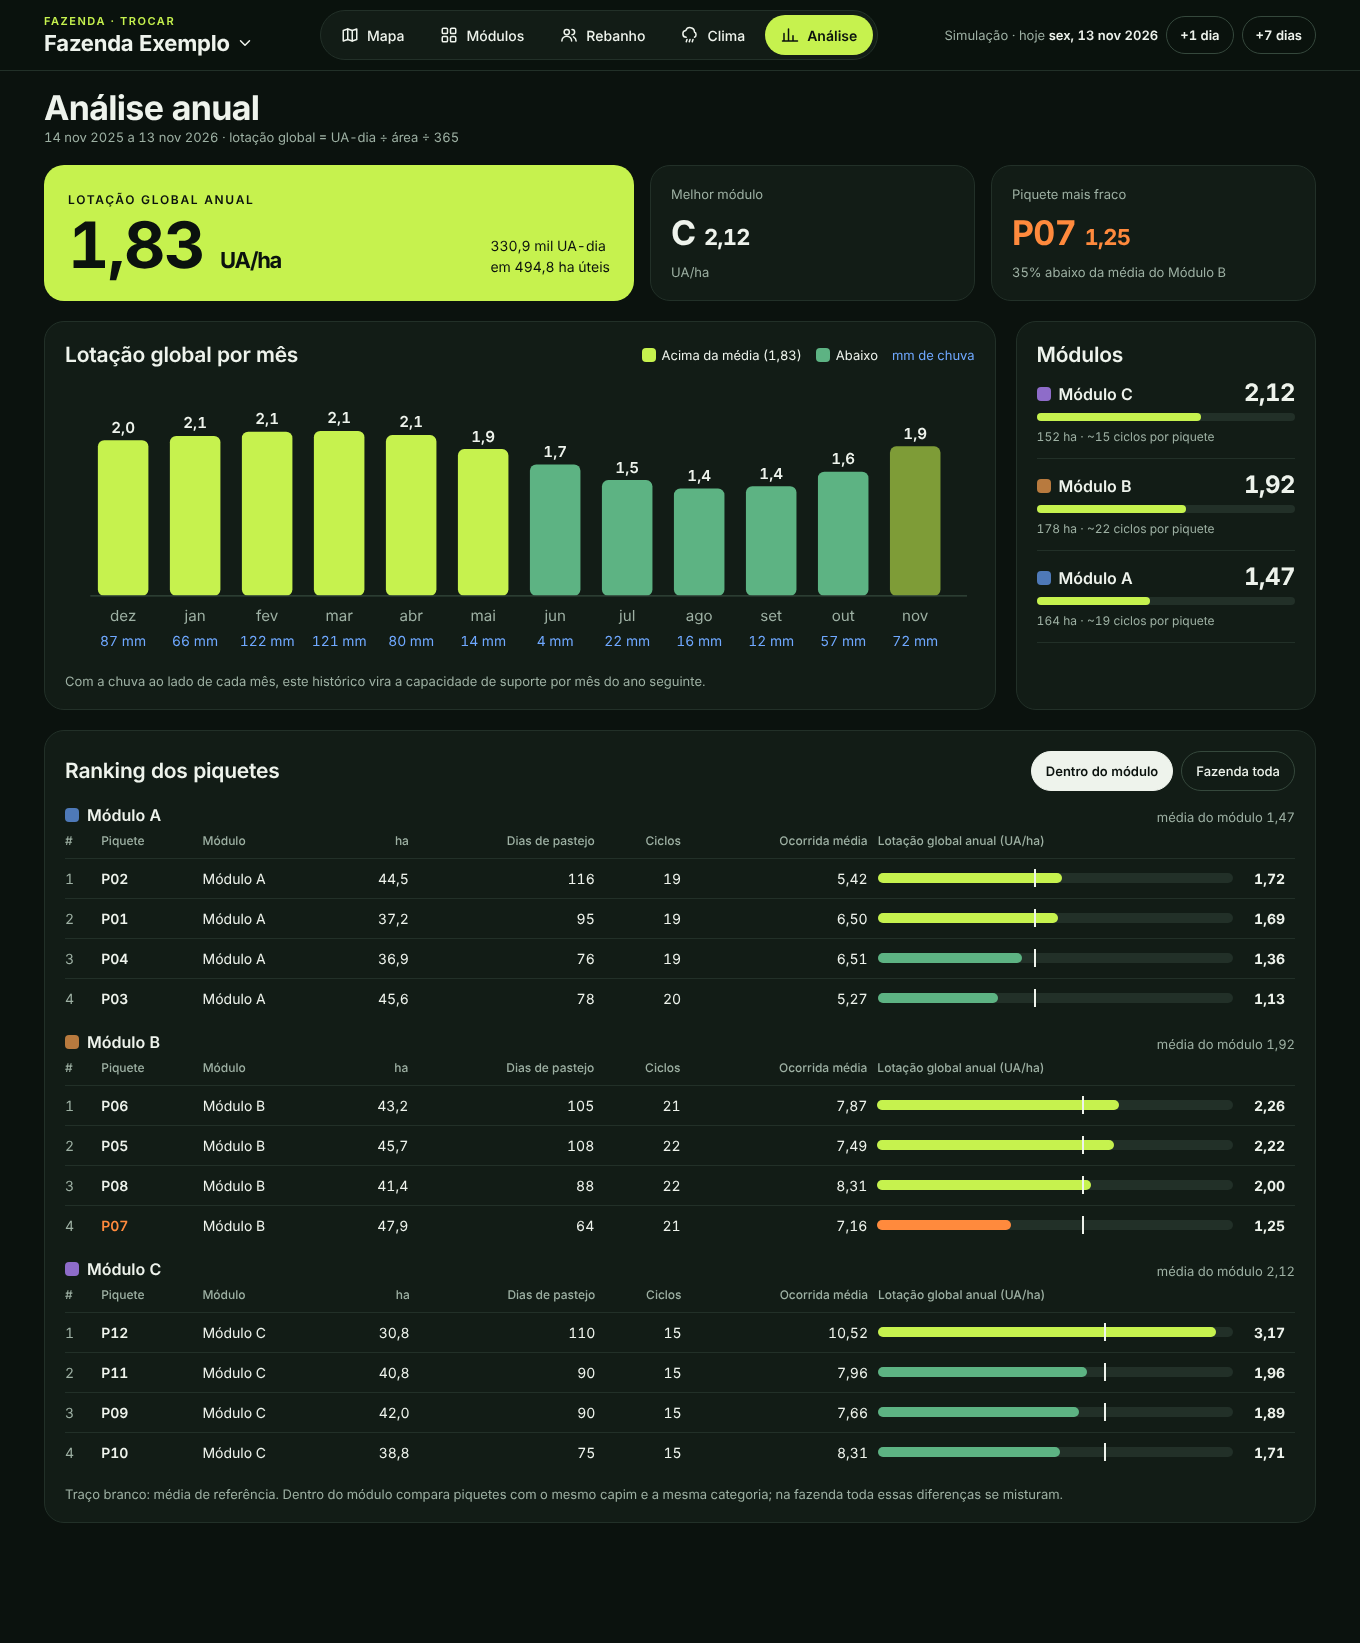 FAZENDA · TROCAR
Fazenda Exemplo
Mapa
Módulos
Rebanho
Clima
Análise
Simulação · hoje sex, 13 nov 2026
+1 dia
+7 dias
Análise anual
14 nov 2025 a 13 nov 2026 · lotação global = UA-dia ÷ área ÷ 365
LOTAÇÃO GLOBAL ANUAL
1,83 UA/ha
330,9 mil UA-dia
em 494,8 ha úteis
Melhor módulo
C 2,12
UA/ha
Piquete mais fraco
P07 1,25
35% abaixo da média do Módulo B
Lotação global por mês
Acima da média (1,83) Abaixo mm de chuva
2,0 2,1 2,1 2,1 2,1 1,9 1,7 1,5 1,4 1,4 1,6 1,9
dez jan fev mar abr mai jun jul ago set out nov
87 mm 66 mm 122 mm 121 mm 80 mm 14 mm 4 mm 22 mm 16 mm 12 mm 57 mm 72 mm
Com a chuva ao lado de cada mês, este histórico vira a capacidade de suporte por mês do ano seguinte.
Módulos
Módulo C 2,12
152 ha · ~15 ciclos por piquete
Módulo B 1,92
178 ha · ~22 ciclos por piquete
Módulo A 1,47
164 ha · ~19 ciclos por piquete
Ranking dos piquetes
Dentro do módulo
Fazenda toda
Módulo A média do módulo 1,47
# Piquete Módulo ha Dias de pastejo Ciclos Ocorrida média Lotação global anual (UA/ha)
1 P02 Módulo A 44,5 116 19 5,42 1,72
2 P01 Módulo A 37,2 95 19 6,50 1,69
3 P04 Módulo A 36,9 76 19 6,51 1,36
4 P03 Módulo A 45,6 78 20 5,27 1,13
Módulo B média do módulo 1,92
# Piquete Módulo ha Dias de pastejo Ciclos Ocorrida média Lotação global anual (UA/ha)
1 P06 Módulo B 43,2 105 21 7,87 2,26
2 P05 Módulo B 45,7 108 22 7,49 2,22
3 P08 Módulo B 41,4 88 22 8,31 2,00
4 P07 Módulo B 47,9 64 21 7,16 1,25
Módulo C média do módulo 2,12
# Piquete Módulo ha Dias de pastejo Ciclos Ocorrida média Lotação global anual (UA/ha)
1 P12 Módulo C 30,8 110 15 10,52 3,17
2 P11 Módulo C 40,8 90 15 7,96 1,96
3 P09 Módulo C 42,0 90 15 7,66 1,89
4 P10 Módulo C 38,8 75 15 8,31 1,71
Traço branco: média de referência. Dentro do módulo compara piquetes com o mesmo capim e a mesma categoria; na fazenda toda essas diferenças se misturam.